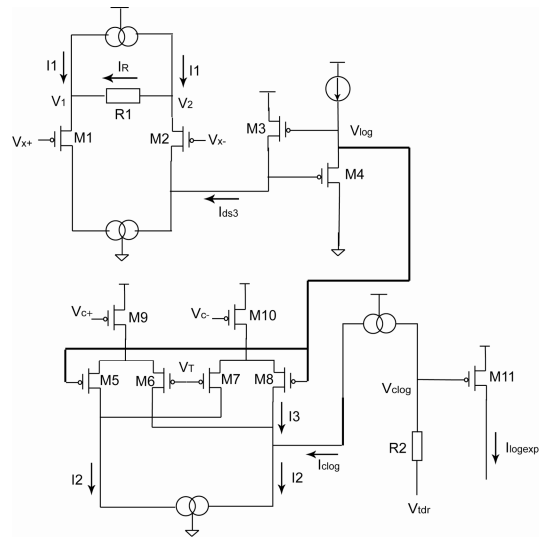 I1
IR
I1
V1
R1
V2
M3
Vlog
Vx+
M1
M2
Vx-
M4
Ids3
Vc+
M9
Vc-
M10
VT
M5
M6
M7
M8
Vclog
M11
I3
R2
Ilogexp
Iclog
I2
I2
Vtdr